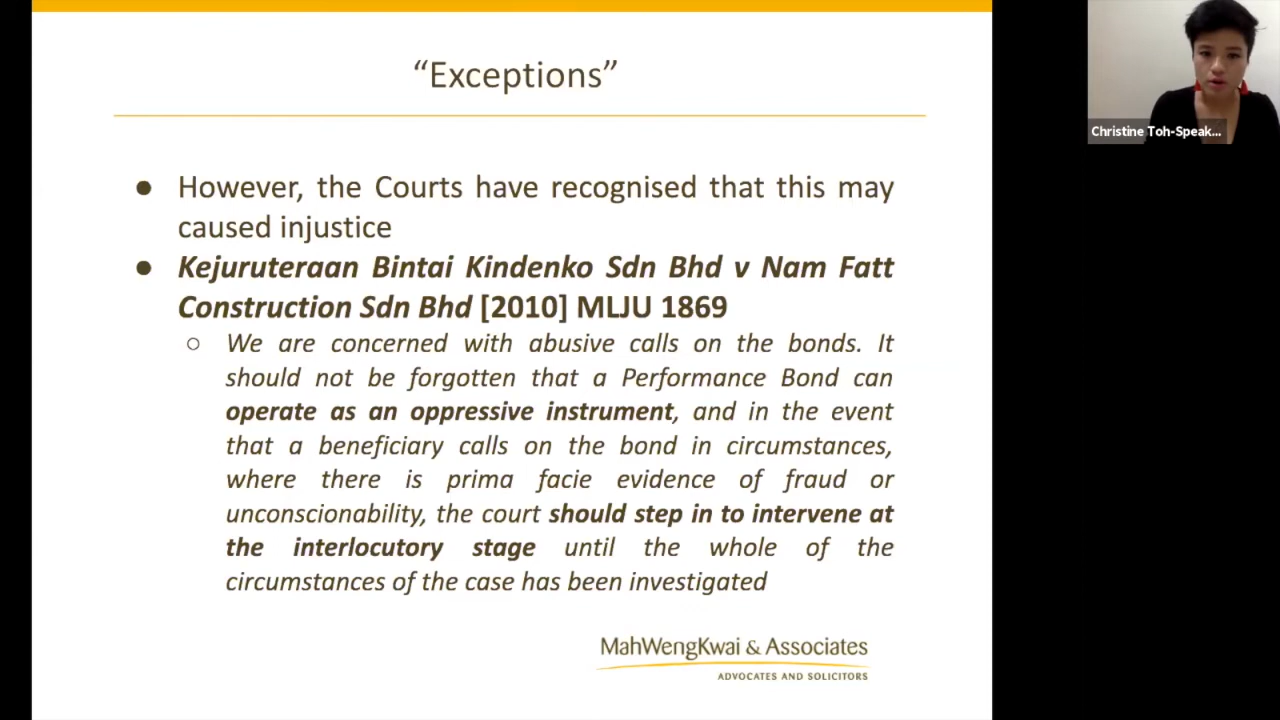 “Exceptions”
● However, the Courts have recognised that this may
caused injustice
● Kejuruteraan Bintai Kindenko Sdn Bhd v Nam Fatt
Construction Sdn Bhd [2010] MLJU 1869
○ We are concerned with abusive calls on the bonds. It
should not be forgotten that a Performance Bond can
operate as an oppressive instrument, and in the event
that a beneficiary calls on the bond in circumstances,
where there is prima facie evidence of fraud or
unconscionability, the court should step in to intervene at
the interlocutory stage until the whole of the
circumstances of the case has been investigated
MahWengKwai & Associates
ADVOCATES AND SOLICITORS
Christine Toh-Speak...